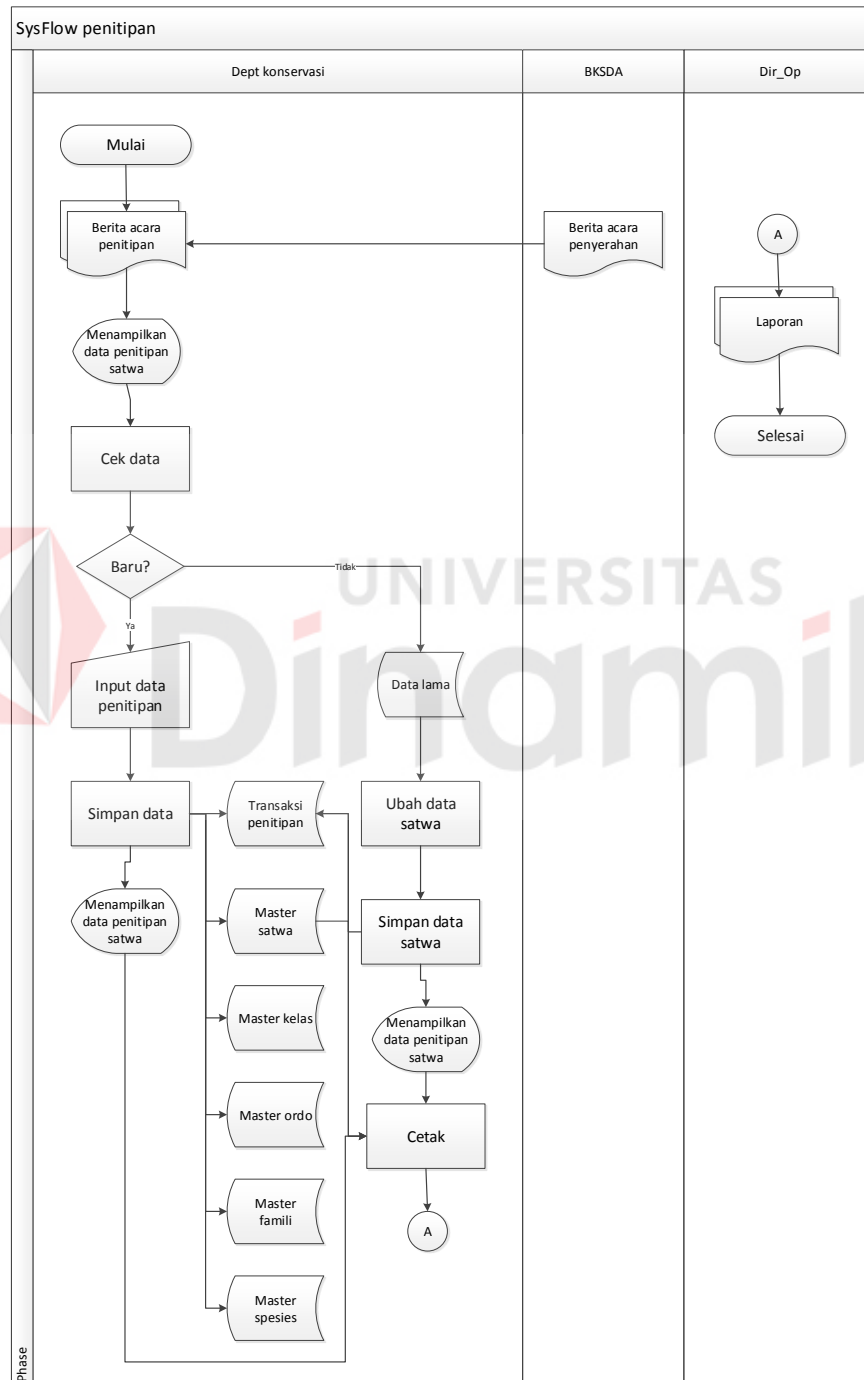 SysFlow penitipan
Dept konservasi
BKSDA
Dir_Op
Mulai
Berita acara
penitipan
Berita acara
penyerahan
A
Menampilkan
data penitipan
satwa
Laporan
Cek data
Selesai
Baru?
Tidak
Ya
UNIVERSITAS
Dinami
Input data
penitipan
Data lama
Simpan data
Transaksi
penitipan
Ubah data
satwa
Menampilkan
data penitipan
satwa
Master
satwa
Simpan data
satwa
Master kelas
Menampilkan
data penitipan
satwa
Master ordo
Cetak
Master
famili
A
Master
spesies
Phase